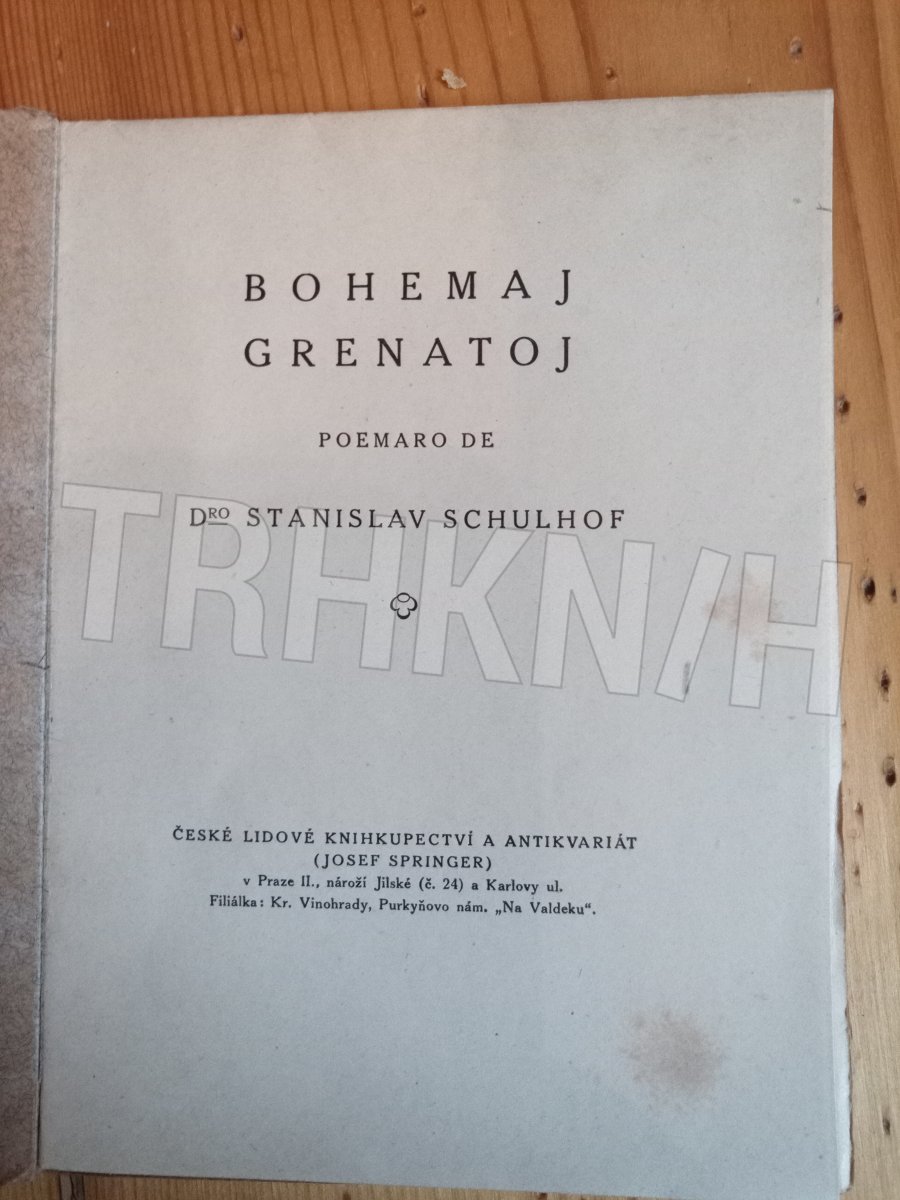 BOHEMAJ
GRENATOJ
POEMARO DE
DRO STANISLAV SCHULHOF
TRHKNIH
ČESKÉ LIDOVÉ KNIHKUPECTVÍ A ANTIKVARIÁT
(JOSEF SPRINGER)
v Praze II., nároží Jilské (č. 24) a Karlovy ul.
Filiálka: Kr. Vinohrady, Purkyňovo nám. „Na Valdeku“.